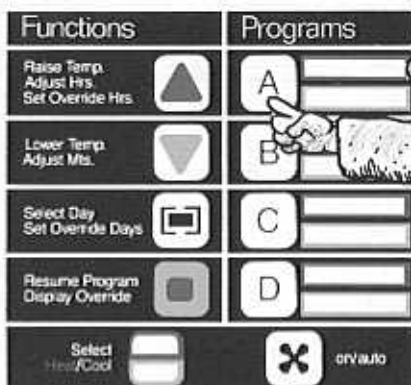 Functions
Programs
Raise Temp.
Adjust Hrs.
Set Override Hrs.
A
Lower Temp.
Adjust Mts.
B
Select Day
Set Override Days
C
Resume Program
Display Override
D
Select
Heat/Cool
on/auto